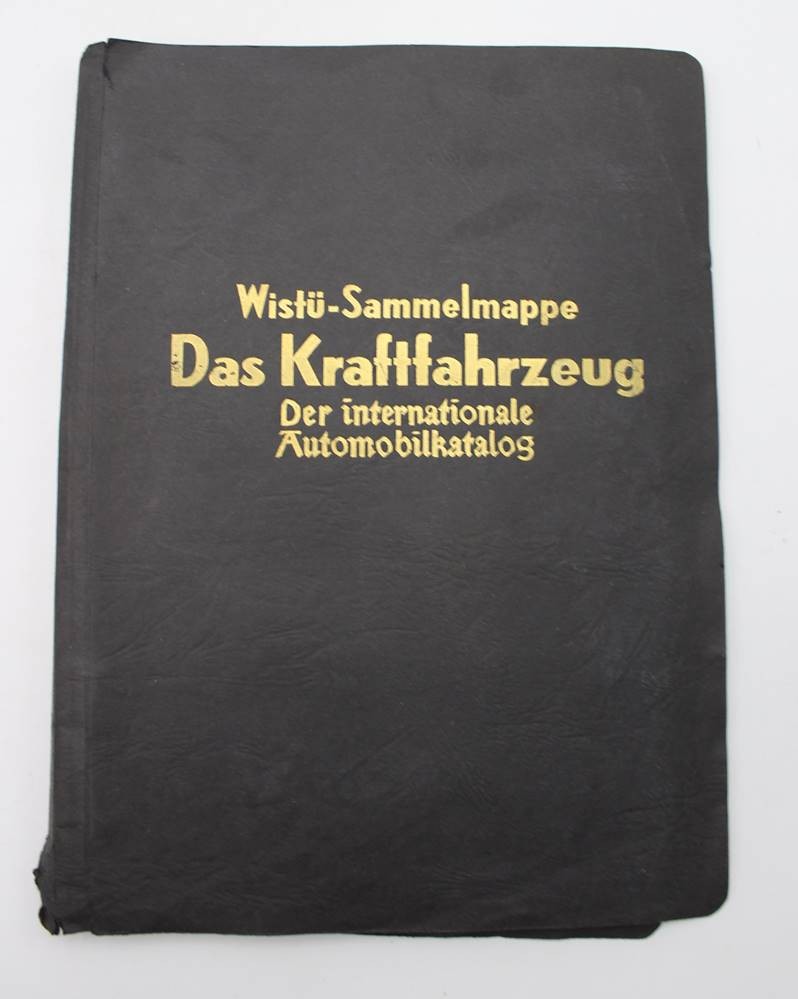 Wistü-Sammelmappe
Das Kraftfahrzeug
Der internationale
Automobilkatalog